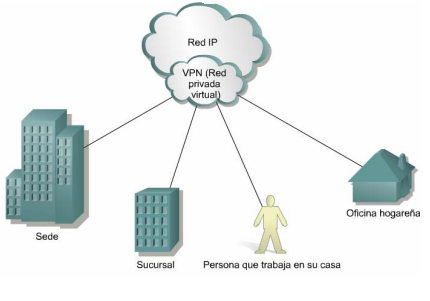 Red IP
VPN (Red
privada
virtual)
Oficina hogareña
Sede
Sucursal
Persona que trabaja en su casa